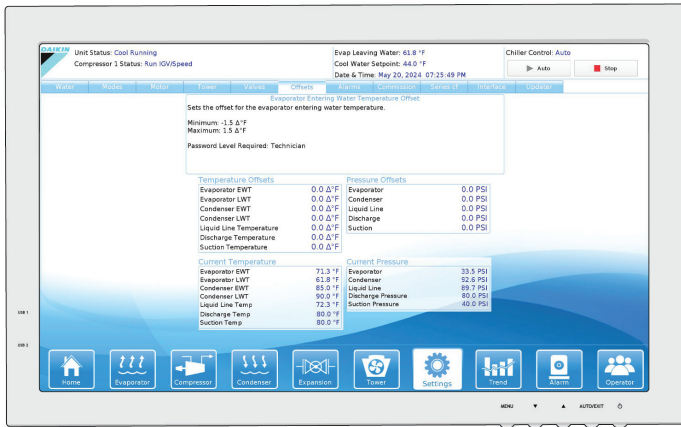 DAIKIN
Unit Status: Cool Running
Compressor 1 Status: Run IGV/Speed
Evap Leaving Water: 61.8 °F
Cool Water Setpoint: 44.0 °F
Date & Time: May 20, 2024 07:25:49 PM
Chiller Control: Auto
Auto
Stop
Water Modes Motor Tower Valves Offsets Alarms Commission Series cf Interface Updater
Evaporator Entering Water Temperature Offset
Sets the offset for the evaporator entering water temperature.
Minimum: -1.5 Δ°F
Maximum: 1.5 Δ°F
Password Level Required: Technician
Temperature Offsets
Evaporator EWT 0.0 Δ°F
Evaporator LWT 0.0 Δ°F
Condenser EWT 0.0 Δ°F
Condenser LWT 0.0 Δ°F
Liquid Line Temperature 0.0 Δ°F
Discharge Temperature 0.0 Δ°F
Suction Temperature 0.0 Δ°F
Pressure Offsets
Evaporator 0.0 PSI
Condenser 0.0 PSI
Liquid Line 0.0 PSI
Discharge 0.0 PSI
Suction 0.0 PSI
Current Temperature
Evaporator EWT 71.3 °F
Evaporator LWT 61.8 °F
Condenser EWT 85.0 °F
Condenser LWT 90.0 °F
Liquid Line Temp 72.3 °F
Discharge Temp 80.0 °F
Suction Temp 80.0 °F
Current Pressure
Evaporator 33.5 PSI
Condenser 92.6 PSI
Liquid Line 89.7 PSI
Discharge Pressure 80.0 PSI
Suction Pressure 40.0 PSI
USB 1
USB 2
Home Evaporator Compressor Condenser Expansion Tower Settings Trend Alarm Operator
MENU ▼ ▲ AUTO/EXIT